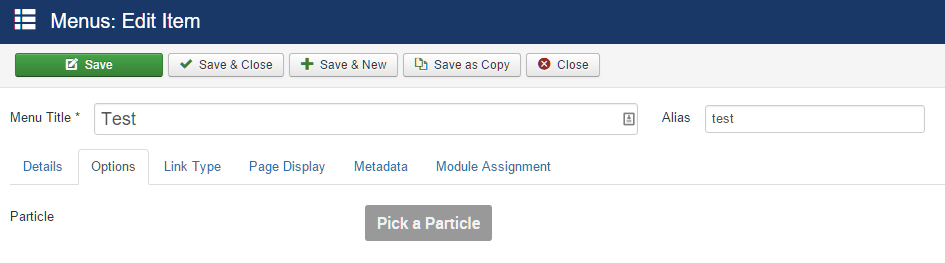 Menus: Edit Item
Save Save & Close Save & New Save as Copy Close
Menu Title * Test Alias test
Details Options Link Type Page Display Metadata Module Assignment
Particle Pick a Particle